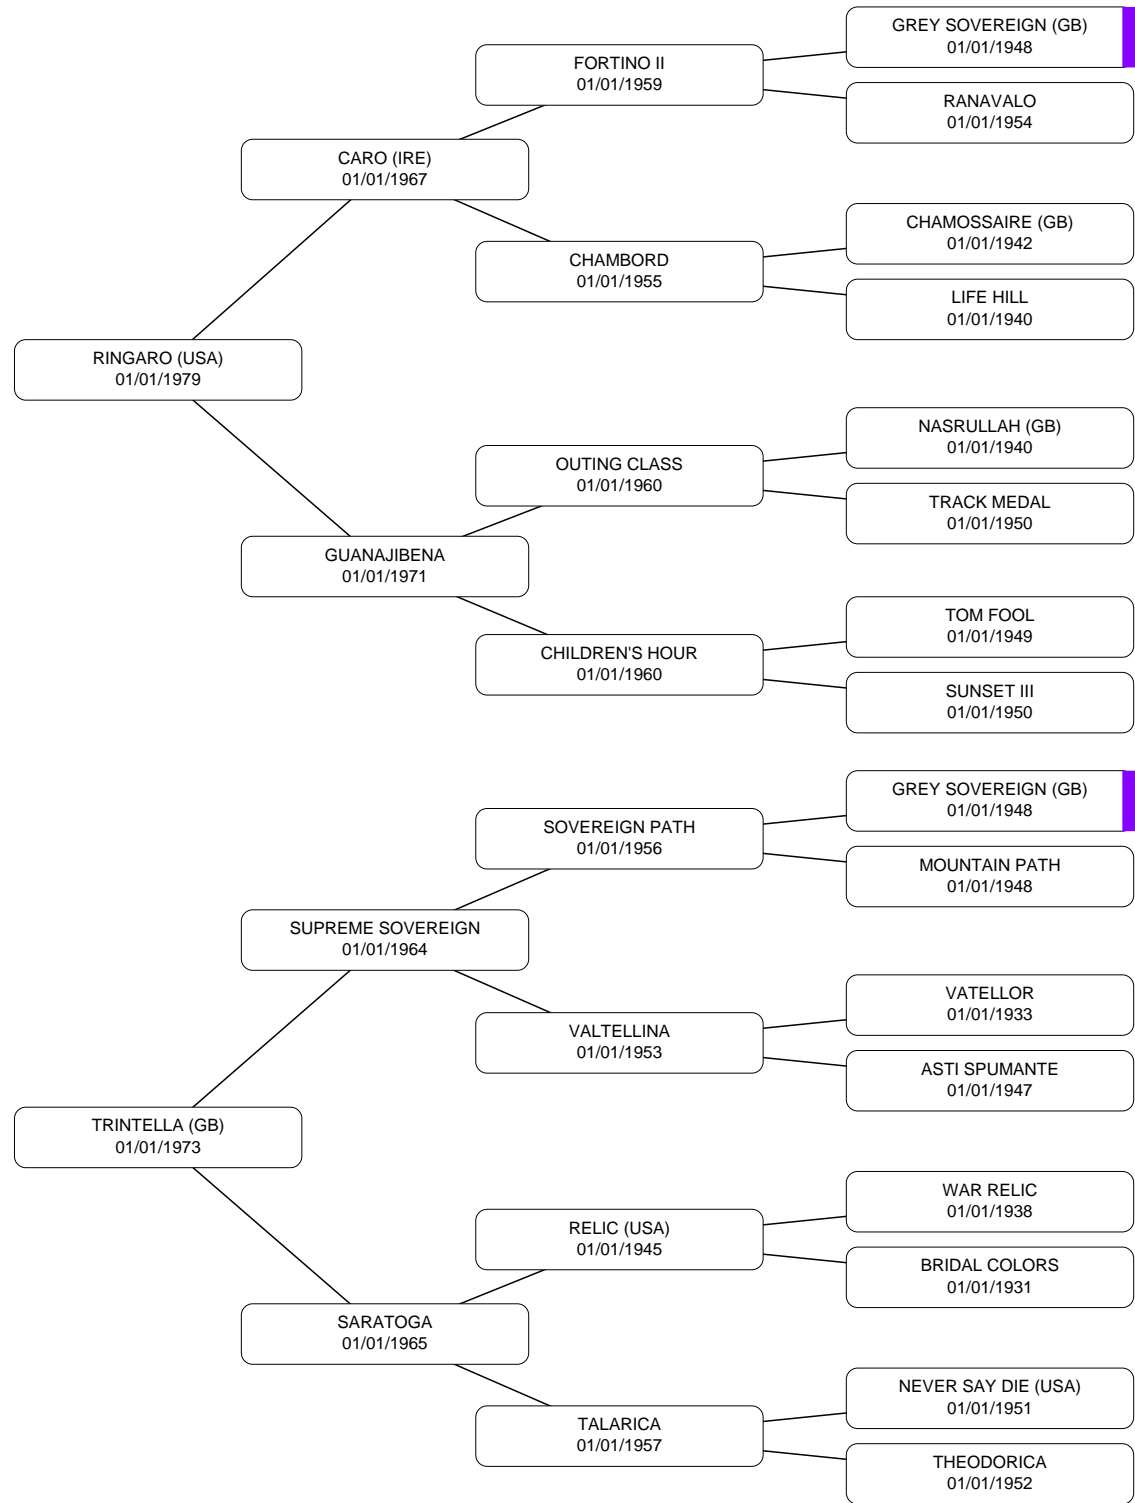 GREY SOVEREIGN (GB)
01/01/1948
FORTINO II
01/01/1959
RANAVALO
01/01/1954
CARO (IRE)
01/01/1967
CHAMOSSAIRE (GB)
01/01/1942
CHAMBORD
01/01/1955
LIFE HILL
01/01/1940
RINGARO (USA)
01/01/1979
NASRULLAH (GB)
01/01/1940
OUTING CLASS
01/01/1960
TRACK MEDAL
01/01/1950
GUANAJIBENA
01/01/1971
TOM FOOL
01/01/1949
CHILDREN'S HOUR
01/01/1960
SUNSET III
01/01/1950
GREY SOVEREIGN (GB)
01/01/1948
SOVEREIGN PATH
01/01/1956
MOUNTAIN PATH
01/01/1948
SUPREME SOVEREIGN
01/01/1964
VATELLOR
01/01/1933
VALTELLINA
01/01/1953
ASTI SPUMANTE
01/01/1947
TRINTELLA (GB)
01/01/1973
WAR RELIC
01/01/1938
RELIC (USA)
01/01/1945
BRIDAL COLORS
01/01/1931
SARATOGA
01/01/1965
NEVER SAY DIE (USA)
01/01/1951
TALARICA
01/01/1957
THEODORICA
01/01/1952